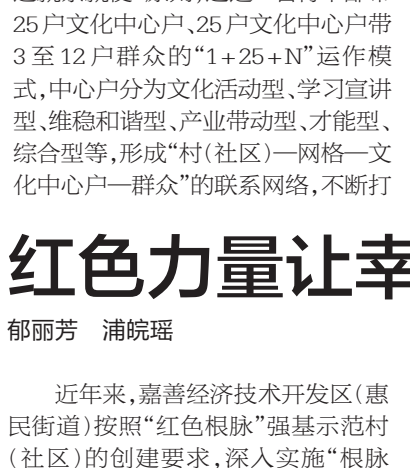 25户文化中心户、25户文化中心户带
3至12户群众的“1+25+N”运作模
式,中心户分为文化活动型、学习宣讲
型、维稳和谐型、产业带动型、才能型、
综合型等,形成“村(社区)—网格—文
化中心户—群众”的联系网络,不断打
红色力量让幸
郁丽芳　浦皖瑶
近年来,嘉善经济技术开发区(惠
民街道)按照“红色根脉”强基示范村
(社区)的创建要求,深入实施“根脉